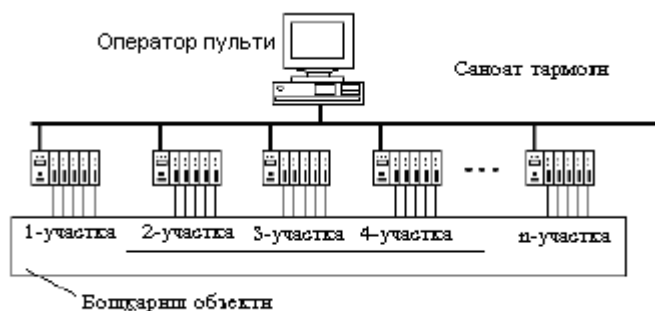 Оператор пульти
Саноат тармоғи
1-участка 2-участка 3-участка 4-участка n-участка
Бошқариш объекти